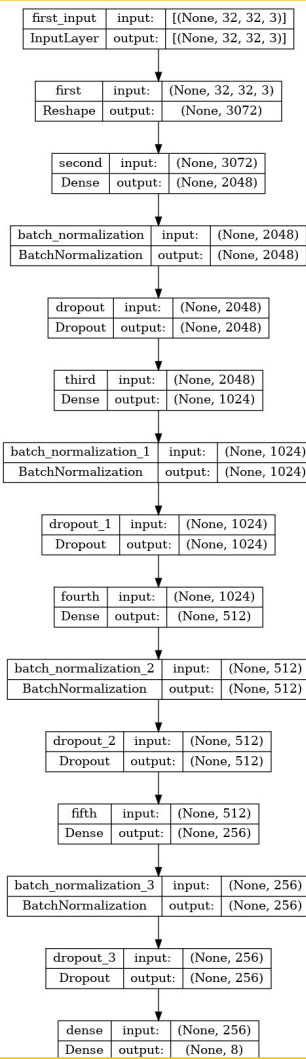 first_input input: [(None, 32, 32, 3)]
InputLayer output: [(None, 32, 32, 3)]
first input: (None, 32, 32, 3)
Reshape output: (None, 3072)
second input: (None, 3072)
Dense output: (None, 2048)
batch_normalization input: (None, 2048)
BatchNormalization output: (None, 2048)
dropout input: (None, 2048)
Dropout output: (None, 2048)
third input: (None, 2048)
Dense output: (None, 1024)
batch_normalization_1 input: (None, 1024)
BatchNormalization output: (None, 1024)
dropout_1 input: (None, 1024)
Dropout output: (None, 1024)
fourth input: (None, 1024)
Dense output: (None, 512)
batch_normalization_2 input: (None, 512)
BatchNormalization output: (None, 512)
dropout_2 input: (None, 512)
Dropout output: (None, 512)
fifth input: (None, 512)
Dense output: (None, 256)
batch_normalization_3 input: (None, 256)
BatchNormalization output: (None, 256)
dropout_3 input: (None, 256)
Dropout output: (None, 256)
dense input: (None, 256)
Dense output: (None, 8)